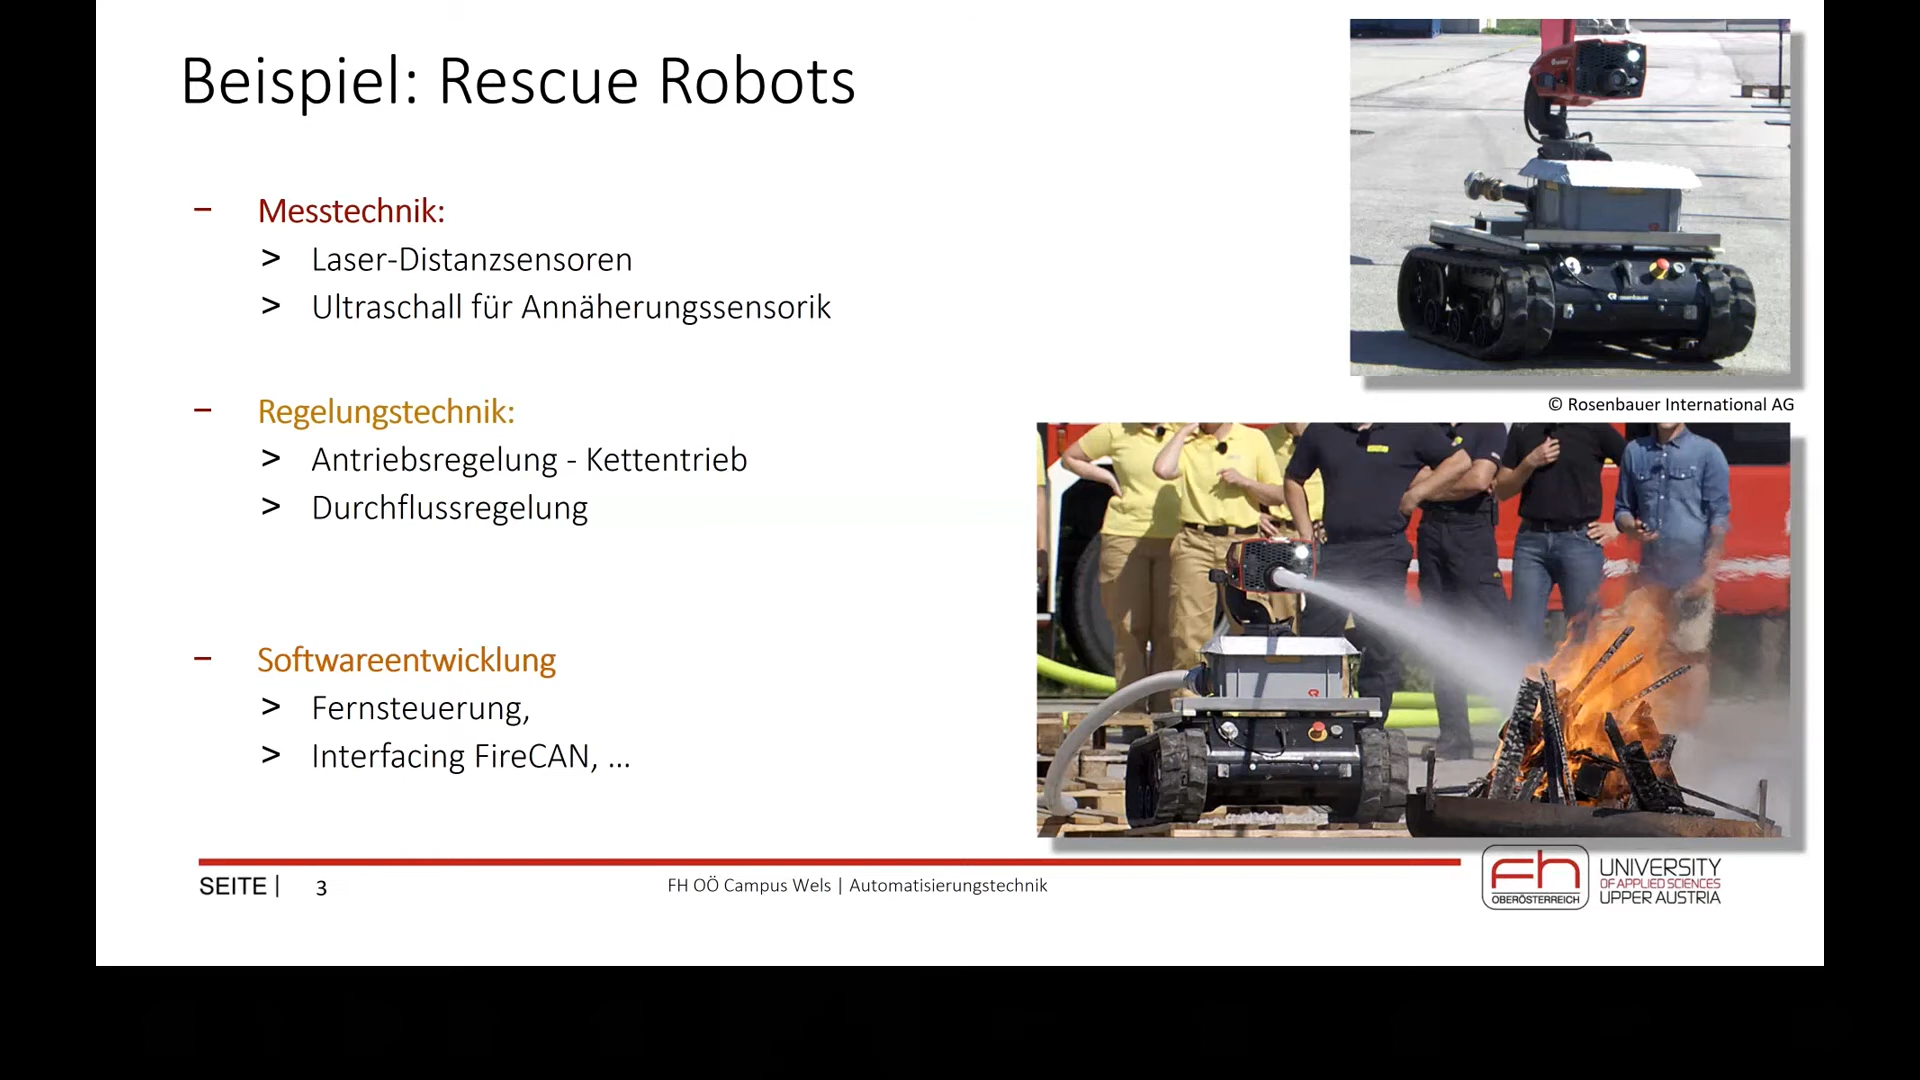 Beispiel: Rescue Robots
– Messtechnik:
> Laser-Distanzsensoren
> Ultraschall für Annäherungssensorik
– Regelungstechnik:
> Antriebsregelung - Kettentrieb
> Durchflussregelung
– Softwareentwicklung
> Fernsteuerung,
> Interfacing FireCAN, ...
© Rosenbauer International AG
SEITE | 3
FH OÖ Campus Wels | Automatisierungstechnik
fh
OBERÖSTERREICH
UNIVERSITY
OF APPLIED SCIENCES
UPPER AUSTRIA